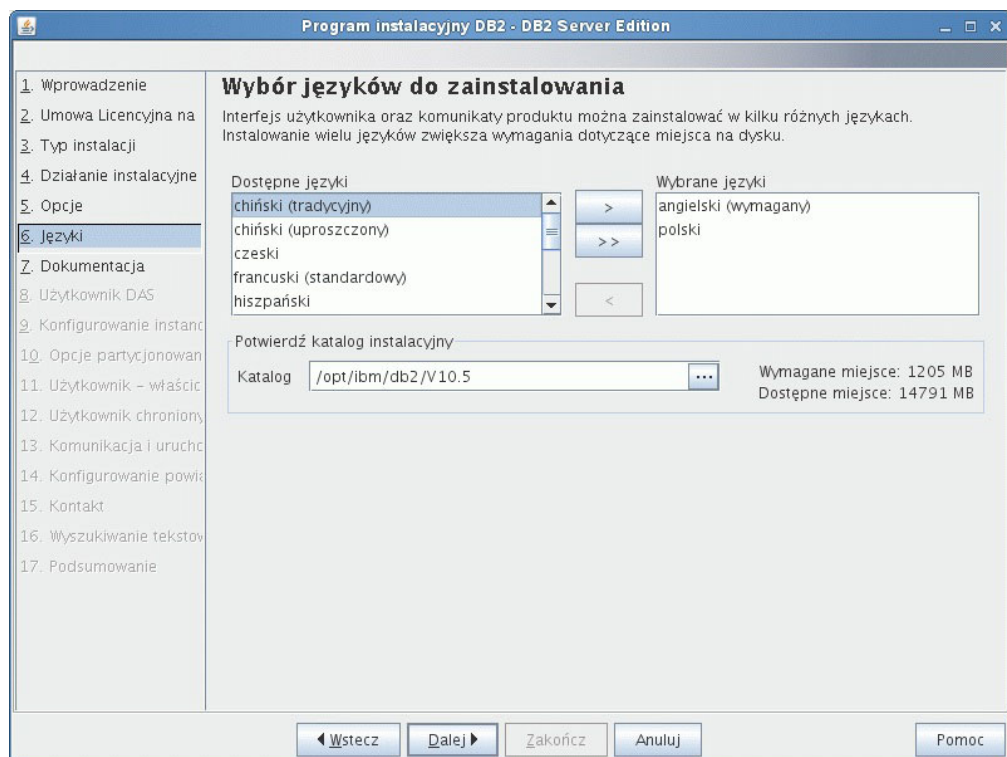 Program instalacyjny DB2 - DB2 Server Edition
1. Wprowadzenie
2. Umowa Licencyjna na
3. Typ instalacji
4. Działanie instalacyjne
5. Opcje
6. Języki
7. Dokumentacja
8. Użytkownik DAS
9. Konfigurowanie instanc
10. Opcje partycjonowan
11. Użytkownik – właścic
12. Użytkownik chroniony
13. Komunikacja i urucho
14. Konfigurowanie powia
15. Kontakt
16. Wyszukiwanie tekstow
17. Podsumowanie
Wybór języków do zainstalowania
Interfejs użytkownika oraz komunikaty produktu można zainstalować w kilku różnych językach.
Instalowanie wielu języków zwiększa wymagania dotyczące miejsca na dysku.
Dostępne języki
chiński (tradycyjny)
chiński (uproszczony)
czeski
francuski (standardowy)
hiszpański
>
>>
<
Wybrane języki
angielski (wymagany)
polski
Potwierdź katalog instalacyjny
Katalog /opt/ibm/db2/V10.5 ...
Wymagane miejsce: 1205 MB
Dostępne miejsce: 14791 MB
Wstecz Dalej Zakończ Anuluj Pomoc